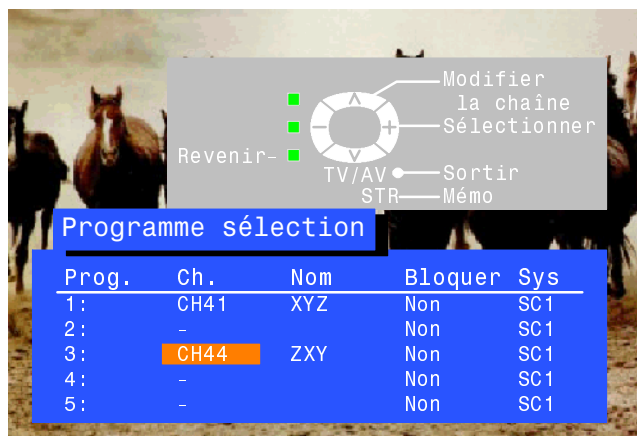 Modifier
la chaîne
Sélectionner
Revenir-
TV/AV Sortir
STR Mémo
Programme sélection
Prog. Ch. Nom Bloquer Sys
1: CH41 XYZ Non SC1
2: - Non SC1
3: CH44 ZXY Non SC1
4: - Non SC1
5: - Non SC1